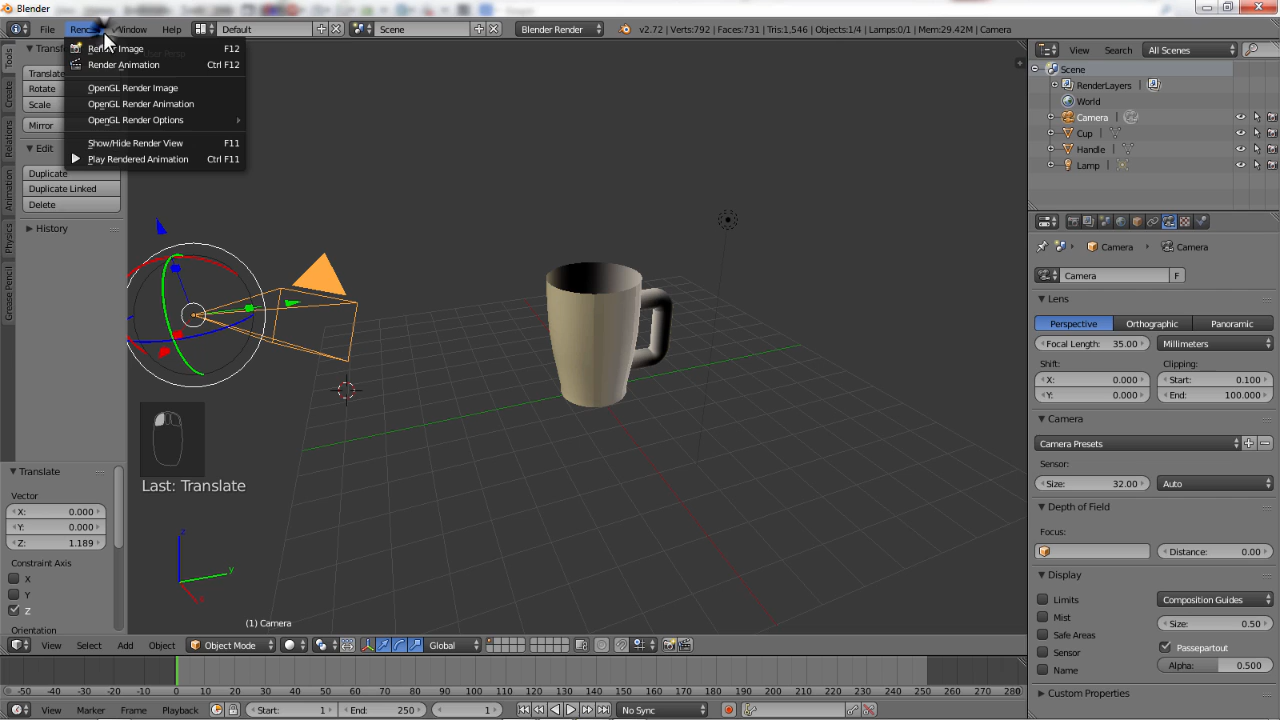 Blender
File Render Window Help Default Scene Blender Render v2.72 | Verts:792 | Faces:731 | Tris:1,546 | Objects:1/4 | Lamps:0/1 | Mem:29.42M | Camera
Render Image F12
Render Animation Ctrl F12
OpenGL Render Image
OpenGL Render Animation
OpenGL Render Options
Show/Hide Render View F11
Play Rendered Animation Ctrl F11
Tools
Create
Relations
Animation
Physics
Grease Pencil
Translate
Rotate
Scale
Mirror
Edit
Duplicate
Duplicate Linked
Delete
History
Last: Translate
Translate
Vector
X: 0.000
Y: 0.000
Z: 1.189
Constraint Axis
X
Y
Z
Orientation
z
y
x
(1) Camera
View Select Add Object Object Mode Global
-50 -40 -30 -20 -10 0 10 20 30 40 50 60 70 80 90 100 110 120 130 140 150 160 170 180 190 200 210 220 230 240 250 260 270 280
View Marker Frame Playback Start: 1 End: 250 1 No Sync
View Search All Scenes
Scene
RenderLayers
World
Camera
Cup
Handle
Lamp
Camera Camera
Camera F
Lens
Perspective Orthographic Panoramic
Focal Length: 35.00 Millimeters
Shift: Clipping:
X: 0.000 Start: 0.100
Y: 0.000 End: 100.000
Camera
Camera Presets
Sensor:
Size: 32.00 Auto
Depth of Field
Focus:
Distance: 0.00
Display
Limits Composition Guides
Mist Size: 0.50
Safe Areas
Sensor Passepartout
Name Alpha: 0.500
Custom Properties